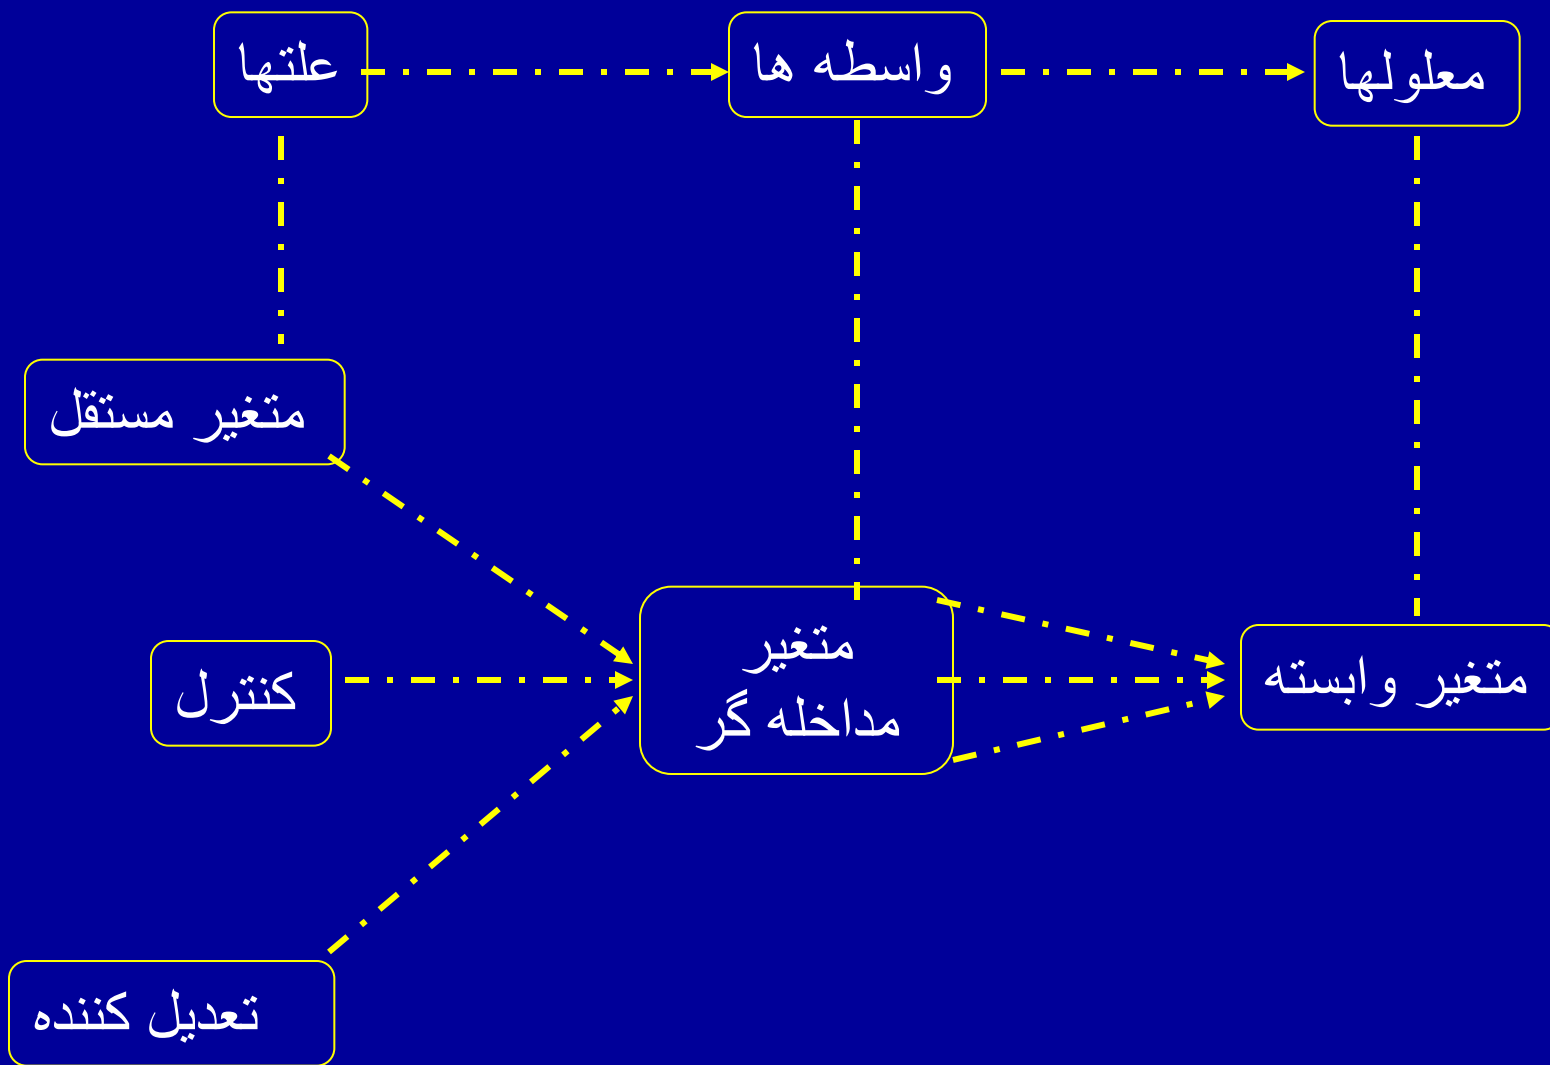 علتها
واسطه ها
معلولها
متغیر مستقل
متغیر
مداخله گر
کنترل
متغیر وابسته
تعدیل کننده